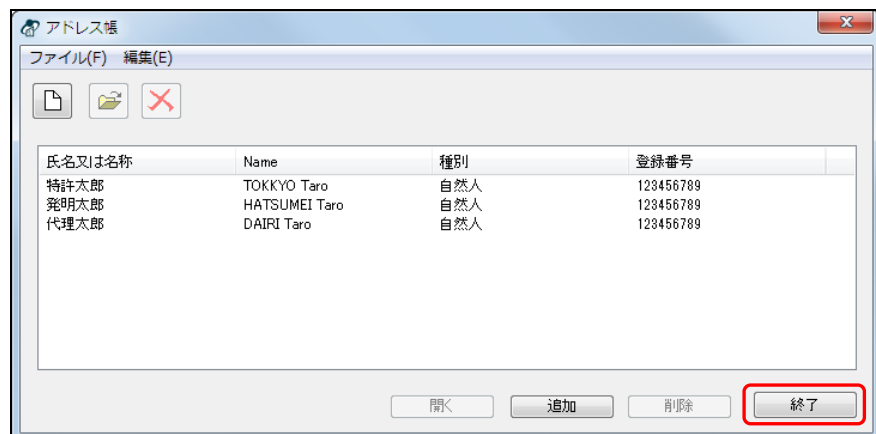 アドレス帳
ファイル(F) 編集(E)
氏名又は名称 Name 種別 登録番号
特許太郎 TOKKYO Taro 自然人 123456789
発明太郎 HATSUMEI Taro 自然人 123456789
代理太郎 DAIRI Taro 自然人 123456789
開く 追加 削除 終了